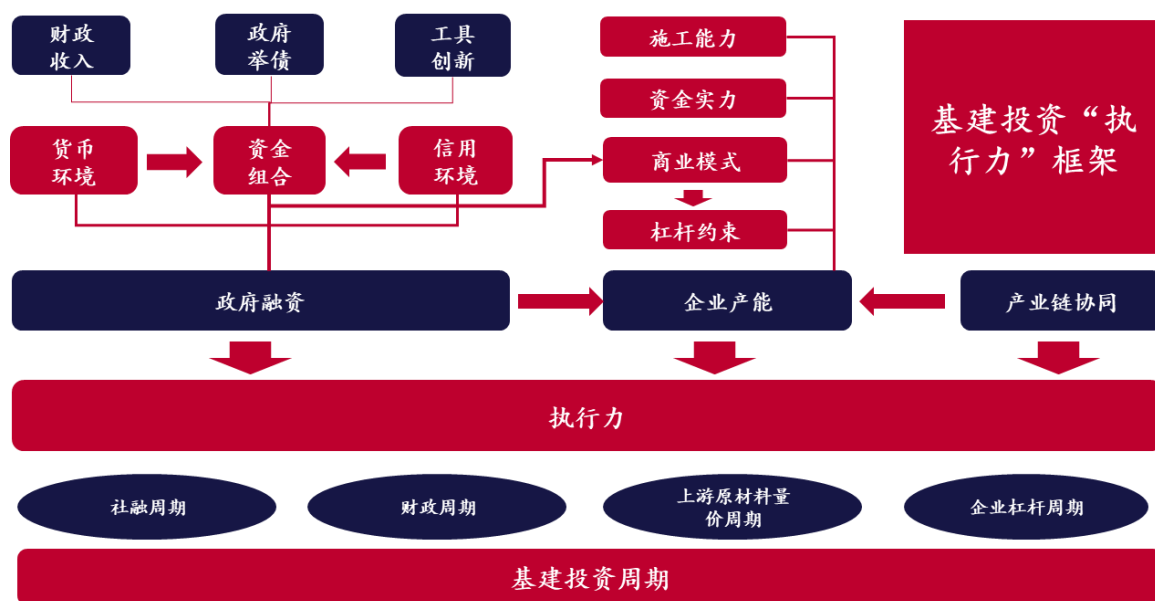 财政
收入
政府
举债
工具
创新
施工能力
资金实力
基建投资“执
行力”框架
货币
环境
资金
组合
信用
环境
商业模式
杠杆约束
政府融资
企业产能
产业链协同
执行力
社融周期
财政周期
上游原材料量
价周期
企业杠杆周期
基建投资周期